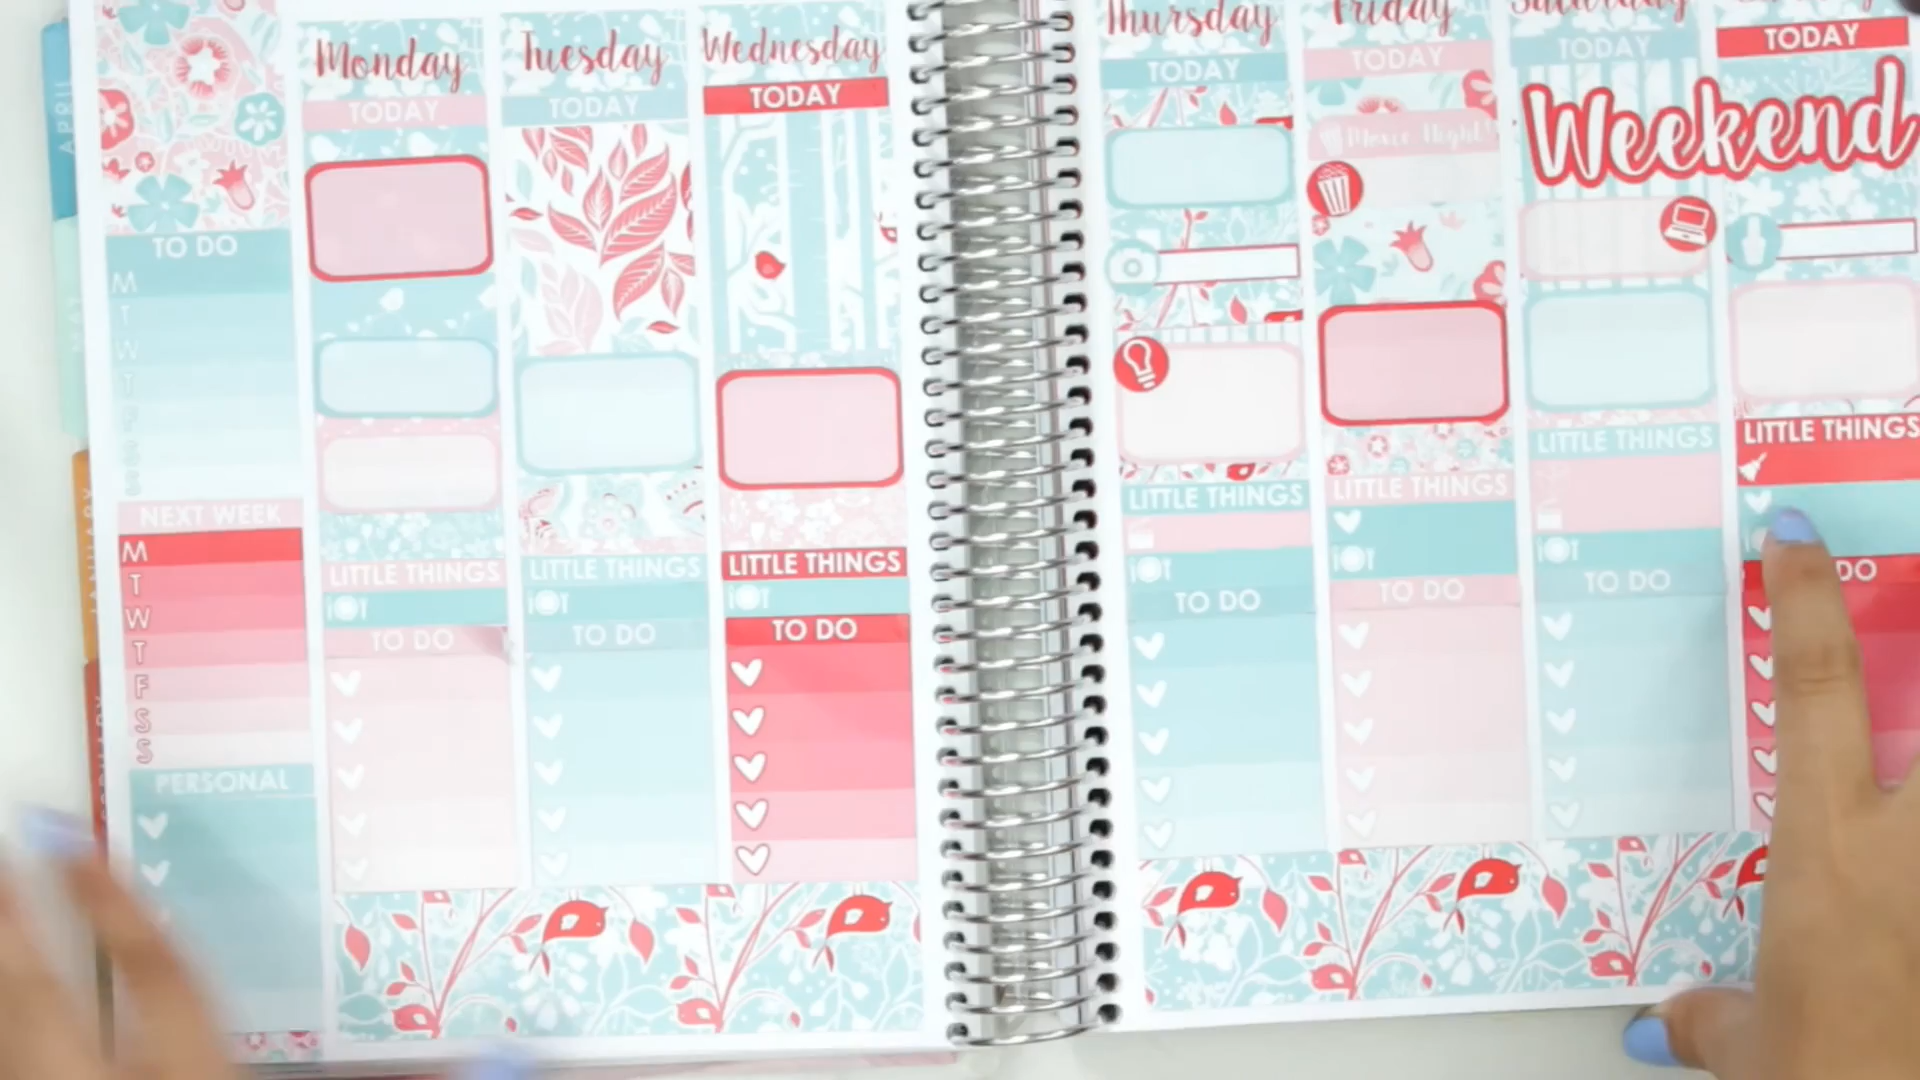 APRIL
TO DO
M
T
W
T
F
NEXT WEEK
M
T
W
T
F
S
S
PERSONAL
Monday
TODAY
LITTLE THINGS
TO DO
Tuesday
TODAY
LITTLE THINGS
TO DO
Wednesday
TODAY
LITTLE THINGS
TO DO
Thursday
TODAY
LITTLE THINGS
TO DO
Friday
TODAY
Movie Night
LITTLE THINGS
TO DO
Saturday
TODAY
Weekend
LITTLE THINGS
TO DO
TODAY
LITTLE THINGS
DO